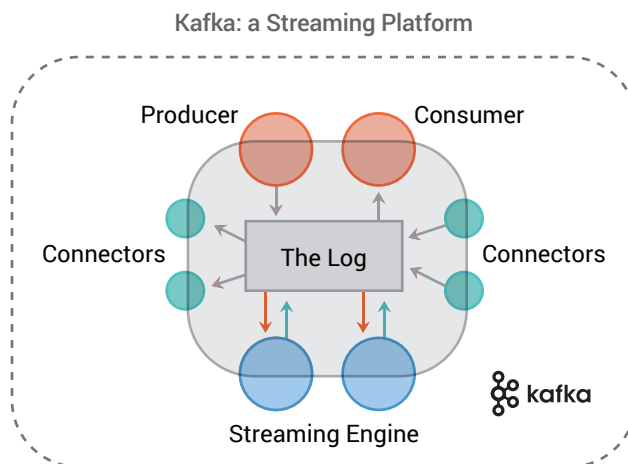 Kafka: a Streaming Platform
Producer
Consumer
Connectors
The Log
Connectors
Streaming Engine
kafka